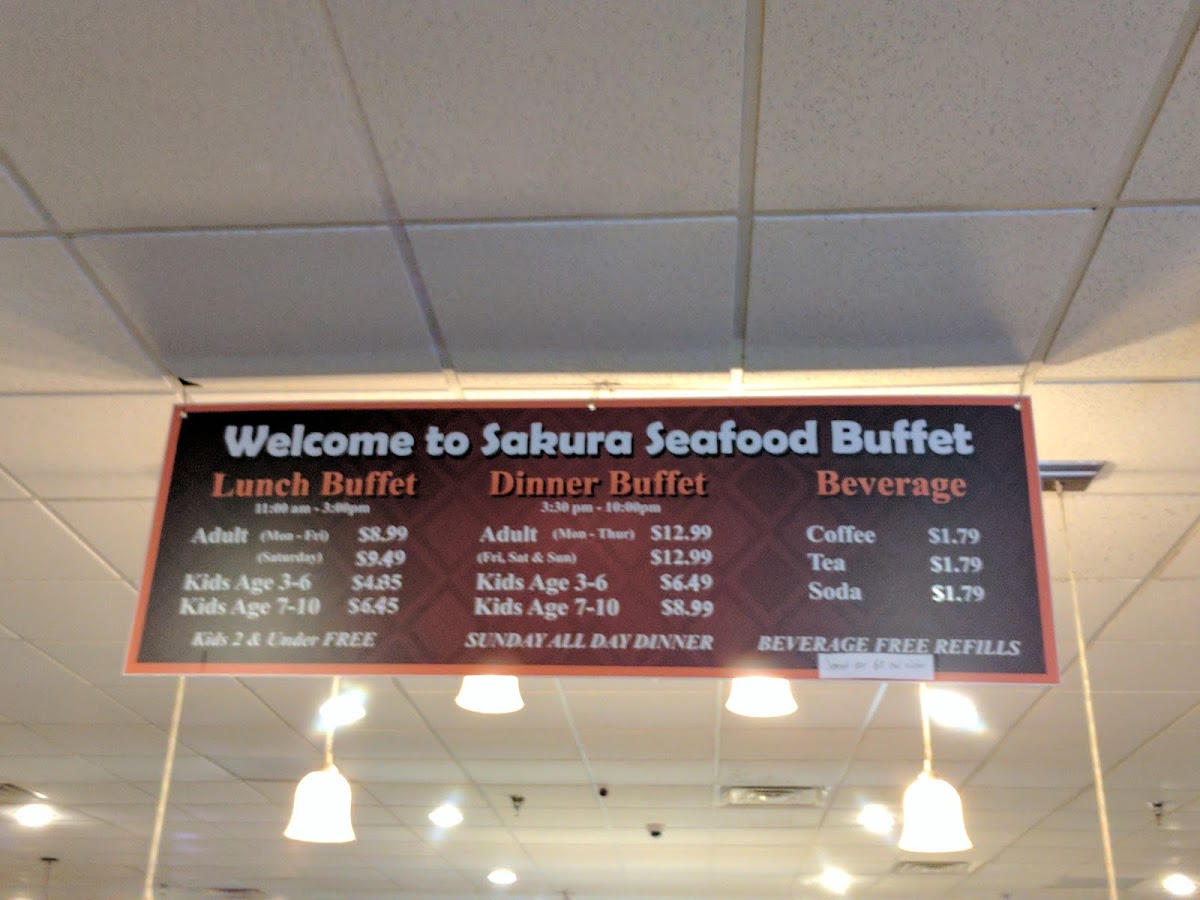 Welcome to Sakura Seafood Buffet
Lunch Buffet
11:00 am - 3:00pm
Adult (Mon - Fri) $8.99
(Saturday) $9.49
Kids Age 3-6
Kids Age 7-10 $6.45
Kids 2 & Under FREE
Dinner Buffet
3:30 pm - 10:00pm
Adult (Mon - Thur) $12.99
(Fri, Sat & Sun) $12.99
Kids Age 3-6 $6.49
Kids Age 7-10 $8.99
SUNDAY ALL DAY DINNER
Beverage
Coffee $1.79
Tea $1.79
Soda $1.79
BEVERAGE FREE REFILLS